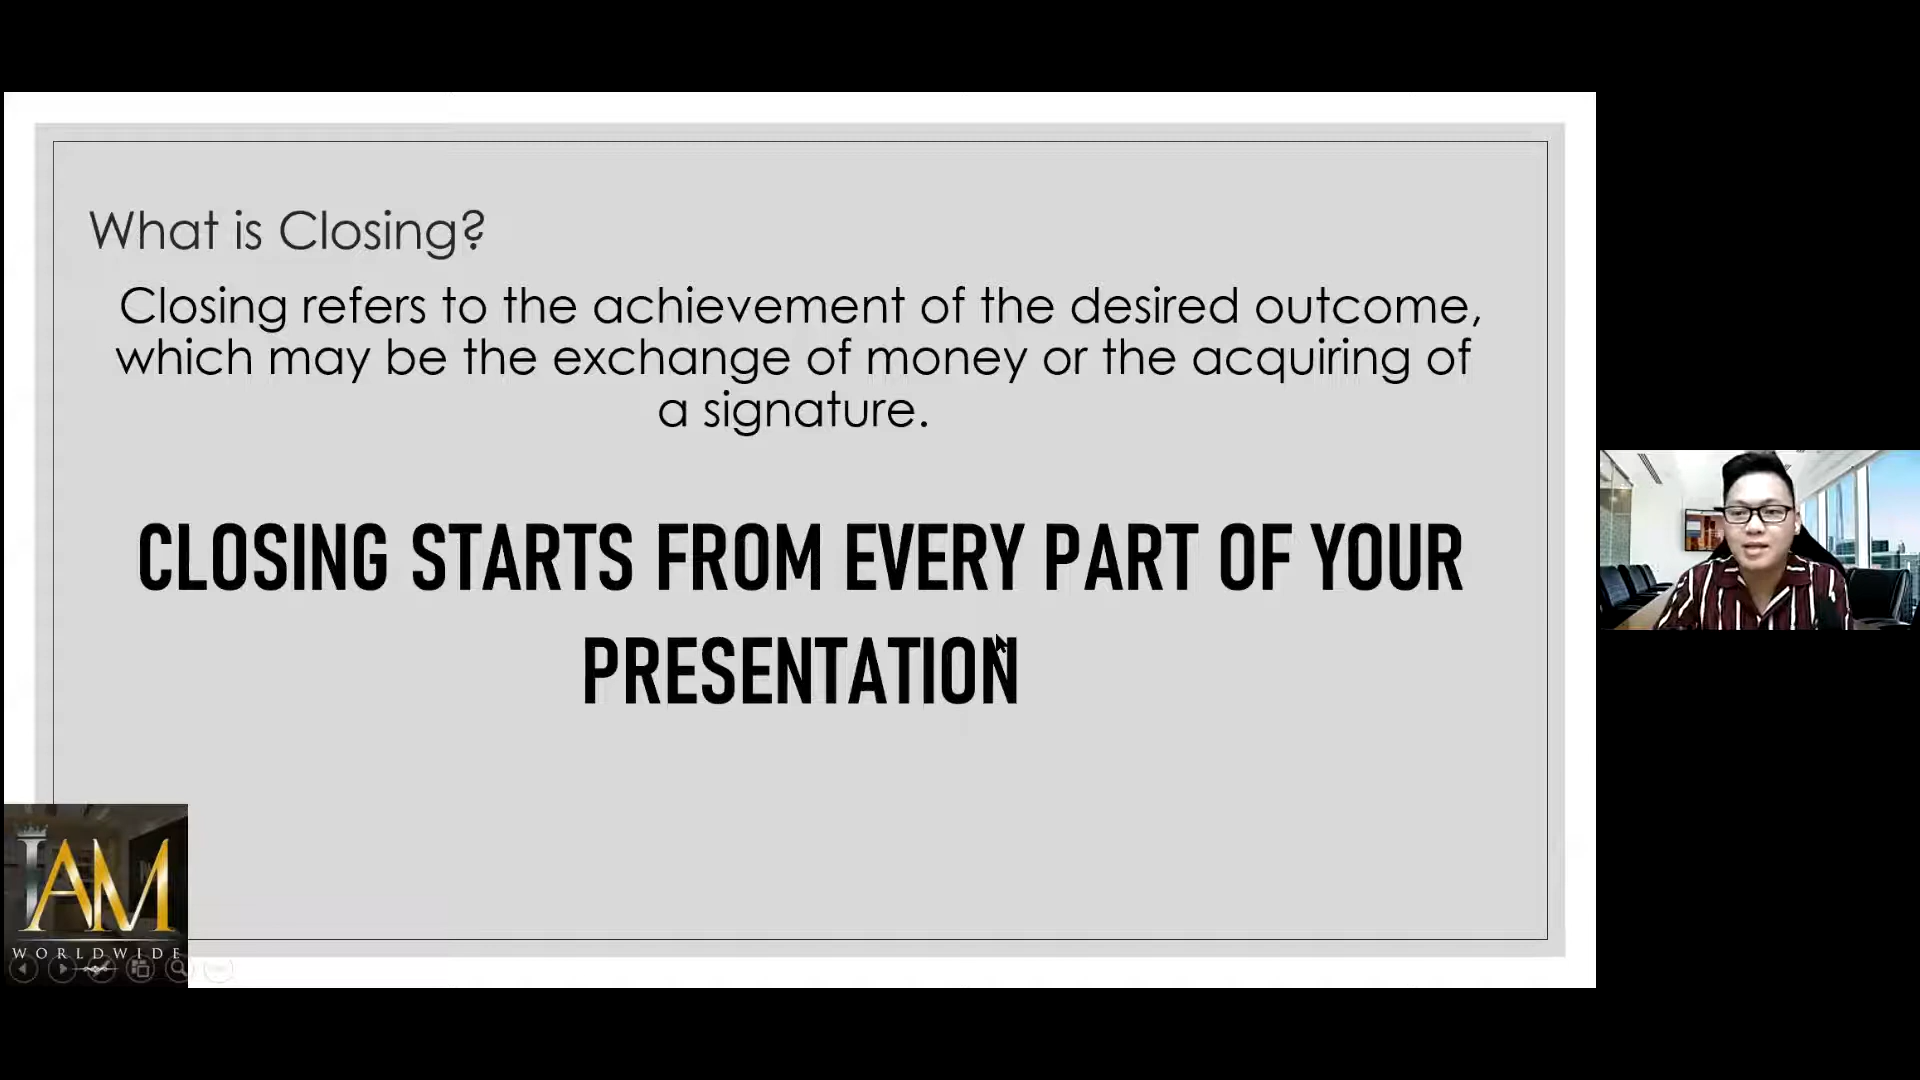 What is Closing?
Closing refers to the achievement of the desired outcome,
which may be the exchange of money or the acquiring of
a signature.
CLOSING STARTS FROM EVERY PART OF YOUR
PRESENTATION
IAM
WORLDWIDE